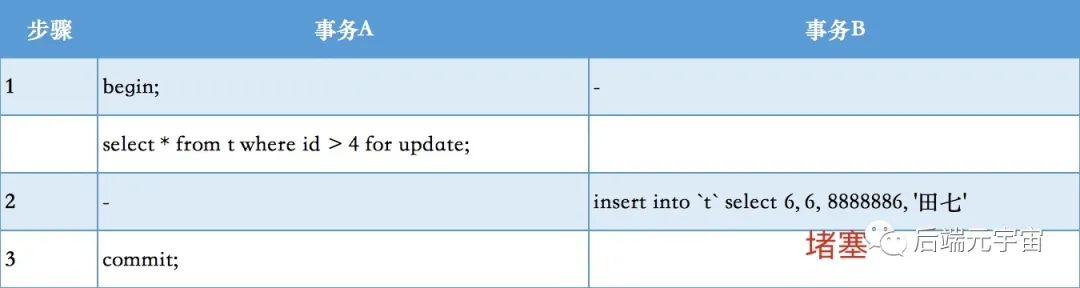 步骤 事务A 事务B
1 begin; -
select * from t where id > 4 for update;
2 - insert into `t` select 6, 6, 8888886, '田七'
堵塞 后端元宇宙
3 commit;